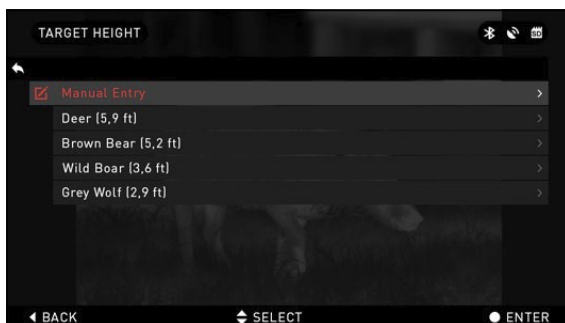 TARGET HEIGHT
SD
Manual Entry
Deer (5,9 ft)
Brown Bear (5,2 ft)
Wild Boar (3,6 ft)
Grey Wolf (2,9 ft)
BACK SELECT ENTER